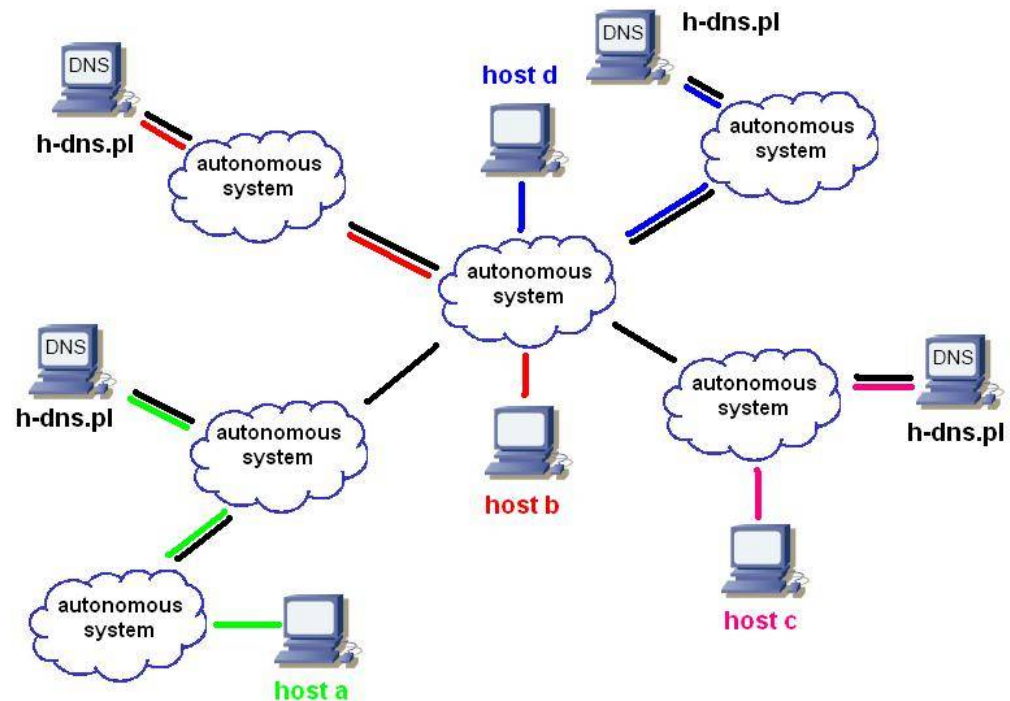 DNS
h-dns.pl
autonomous
system
host d
DNS
h-dns.pl
autonomous
system
autonomous
system
DNS
h-dns.pl
autonomous
system
host b
autonomous
system
DNS
h-dns.pl
host c
autonomous
system
host a